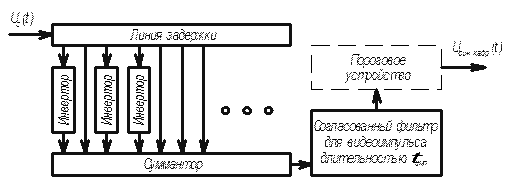 U(t)
Линия задержки
Инвертор
Инвертор
Инвертор
Сумматор
Пороговое
устройство
(t)
Согласованный фильтр
для видеоимпульса
длительностью